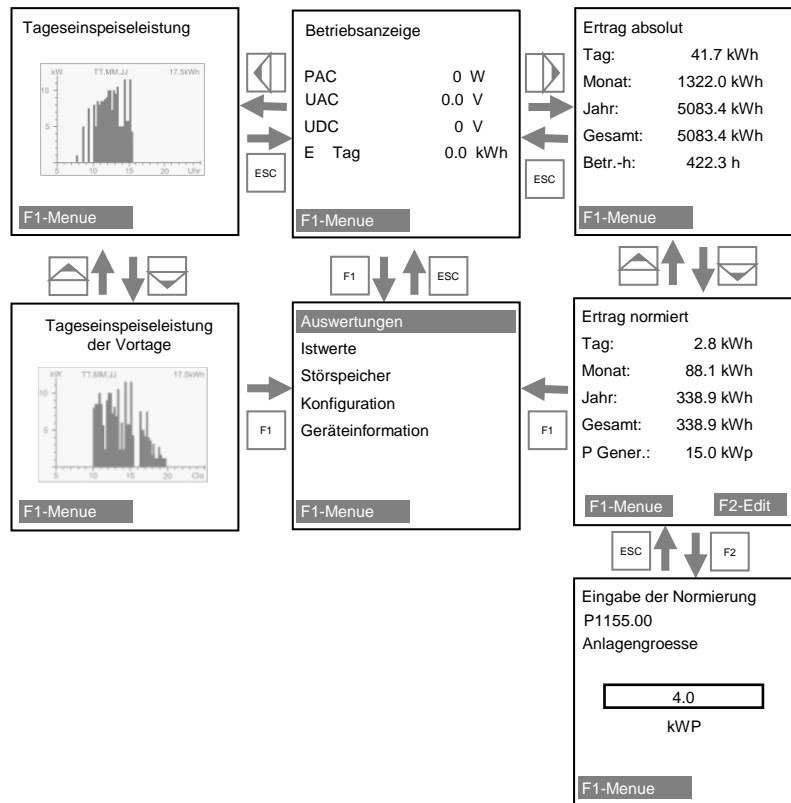 Tageseinspeiseleistung
kW TT.MM.JJ 17.5kWh
10
5
5 10 15 20 Uhr
F1-Menue
Betriebsanzeige
PAC 0 W
UAC 0.0 V
UDC 0 V
E Tag 0.0 kWh
F1-Menue
Ertrag absolut
Tag: 41.7 kWh
Monat: 1322.0 kWh
Jahr: 5083.4 kWh
Gesamt: 5083.4 kWh
Betr.-h: 422.3 h
F1-Menue
ESC
ESC
F1
ESC
Tageseinspeiseleistung
der Vortage
kW TT.MM.JJ 17.5kWh
10
5
5 10 15 20
F1-Menue
F1
Auswertungen
Istwerte
Störspeicher
Konfiguration
Geräteinformation
F1-Menue
F1
Ertrag normiert
Tag: 2.8 kWh
Monat: 88.1 kWh
Jahr: 338.9 kWh
Gesamt: 338.9 kWh
P Gener.: 15.0 kWp
F1-Menue F2-Edit
ESC
F2
Eingabe der Normierung
P1155.00
Anlagengroesse
4.0
kWP
F1-Menue